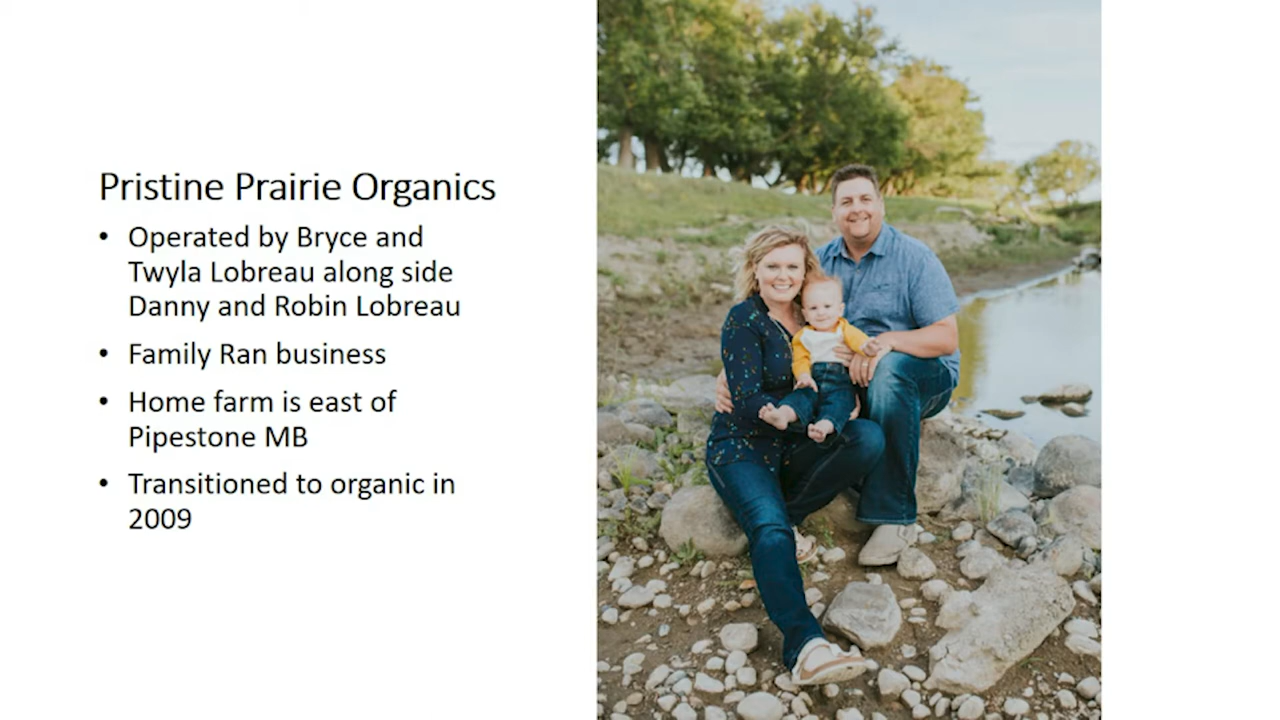 Pristine Prairie Organics
• Operated by Bryce and
Twyla Lobreau along side
Danny and Robin Lobreau
• Family Ran business
• Home farm is east of
Pipestone MB
• Transitioned to organic in
2009